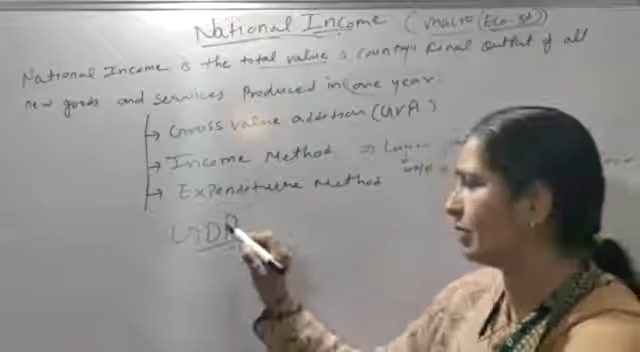 National Income (Macro (Eco-
National Income is the total value a country's final output of all
new goods and services Produced in one year.
→ Gross value addition (GVA)
→ Income Method ⇒
→ Expenditure Method
GDP